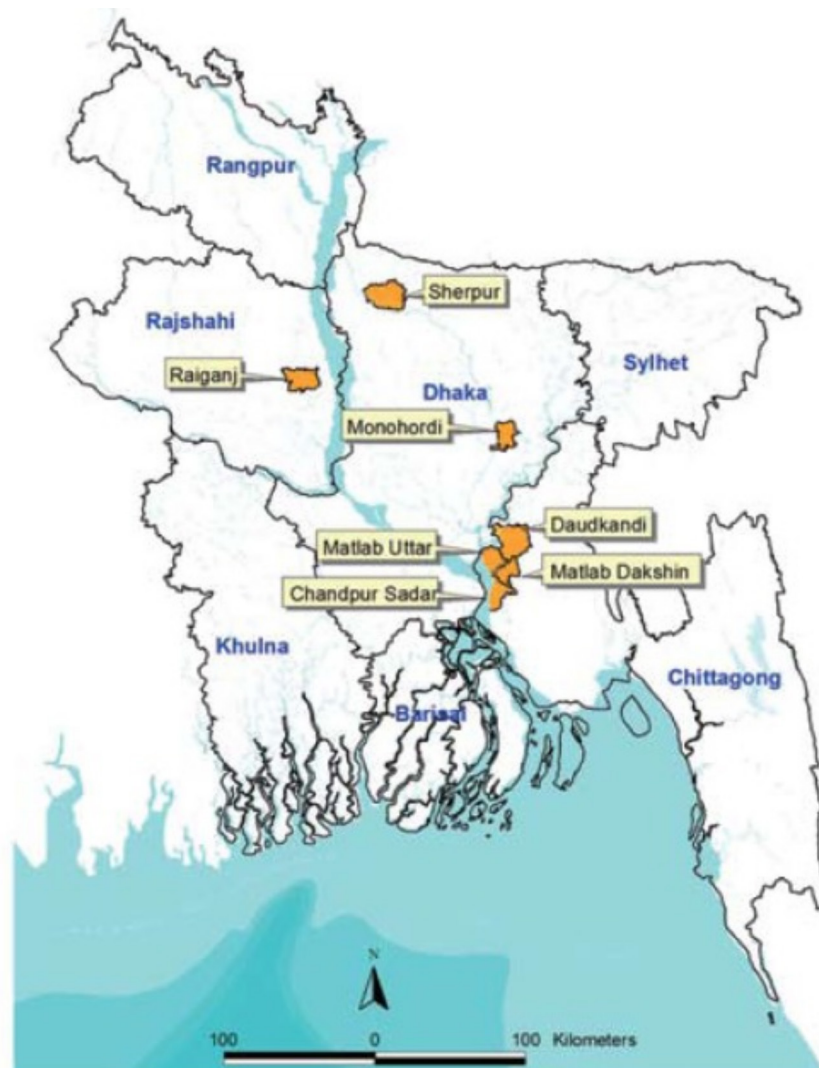 Rangpur
Sherpur
Rajshahi
Sylhet
Raiganj
Dhaka
Monohordi
Daudkandi
Matlab Uttar
Matlab Dakshin
Chandpur Sadar
Khulna
Chittagong
Barisal
N
100 0 100 Kilometers